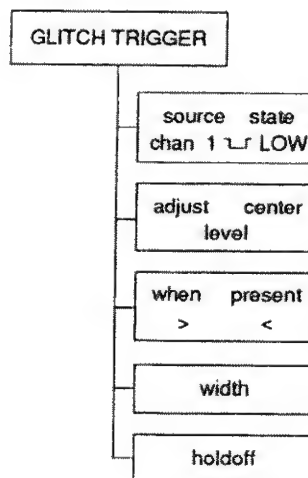 GLITCH TRIGGER
source state
chan 1 LOW
adjust center
level
when present
> <
width
holdoff